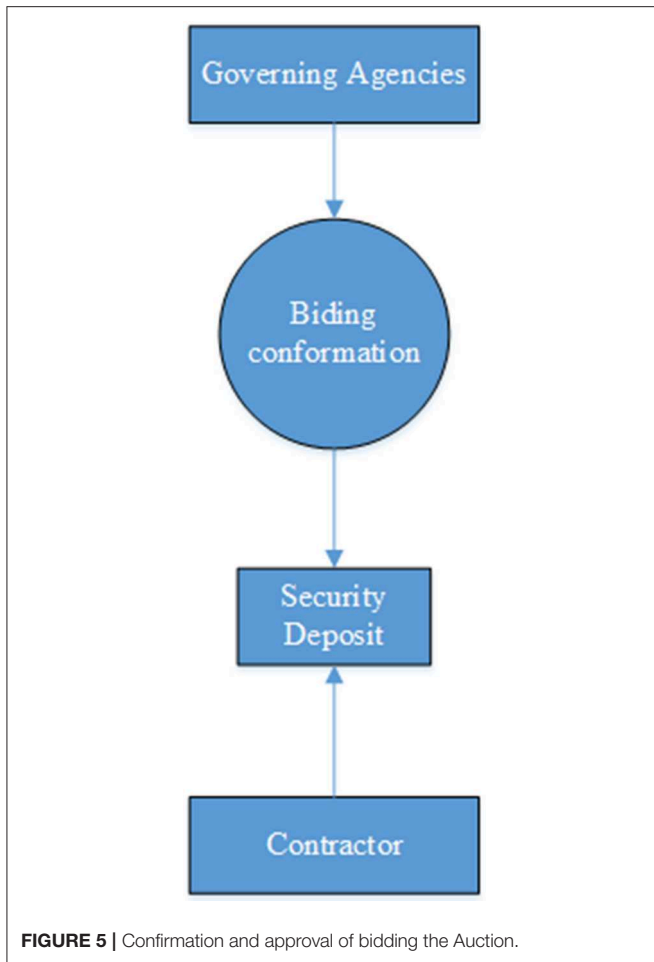 Governing Agencies
Biding
conformation
Security
Deposit
Contractor
FIGURE 5 | Confirmation and approval of bidding the Auction.